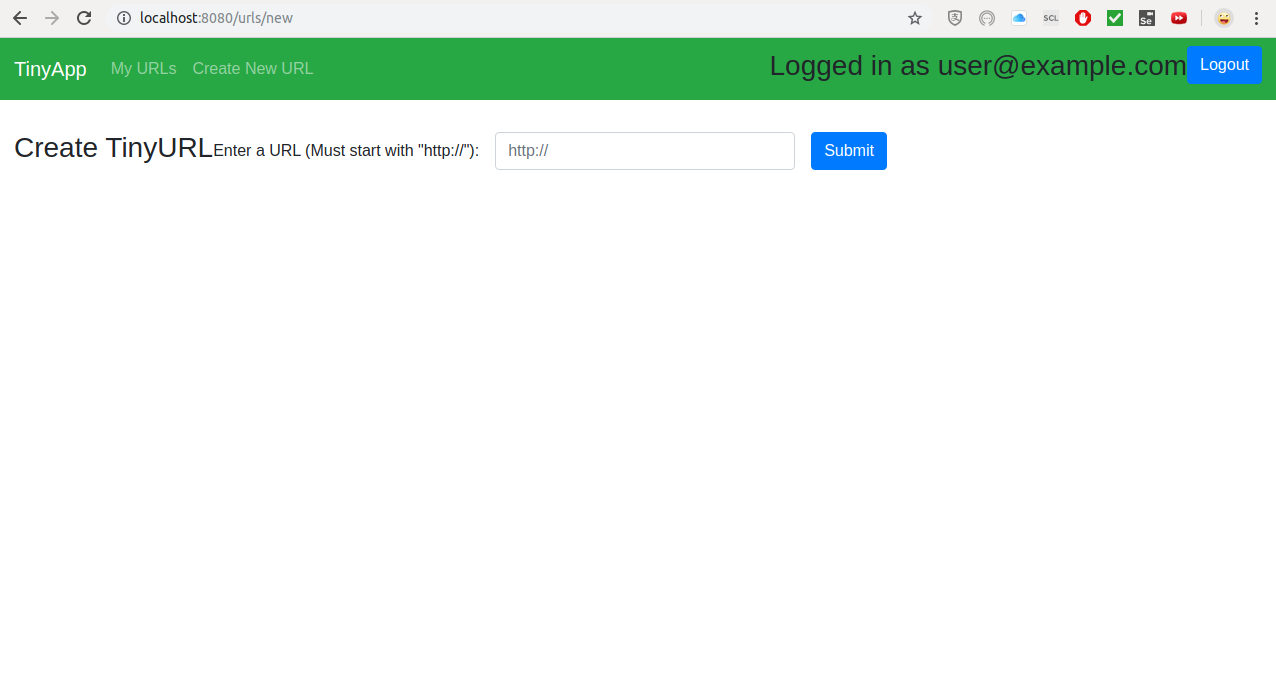 localhost:8080/urls/new
SCL
Se
TinyApp My URLs Create New URL Logged in as user@example.com Logout
Create TinyURL Enter a URL (Must start with "http://"): http:// Submit